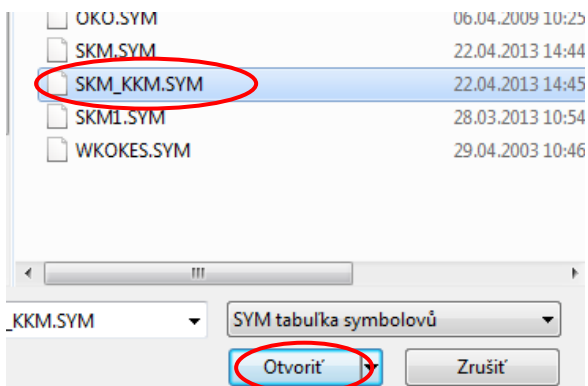 OKO.SYM 06.04.2009 10:25
SKM.SYM 22.04.2013 14:44
SKM_KKM.SYM 22.04.2013 14:45
SKM1.SYM 28.03.2013 10:54
WKOKES.SYM 29.04.2003 10:46
_KKM.SYM SYM tabuľka symbolovů
Otvoriť Zrušiť